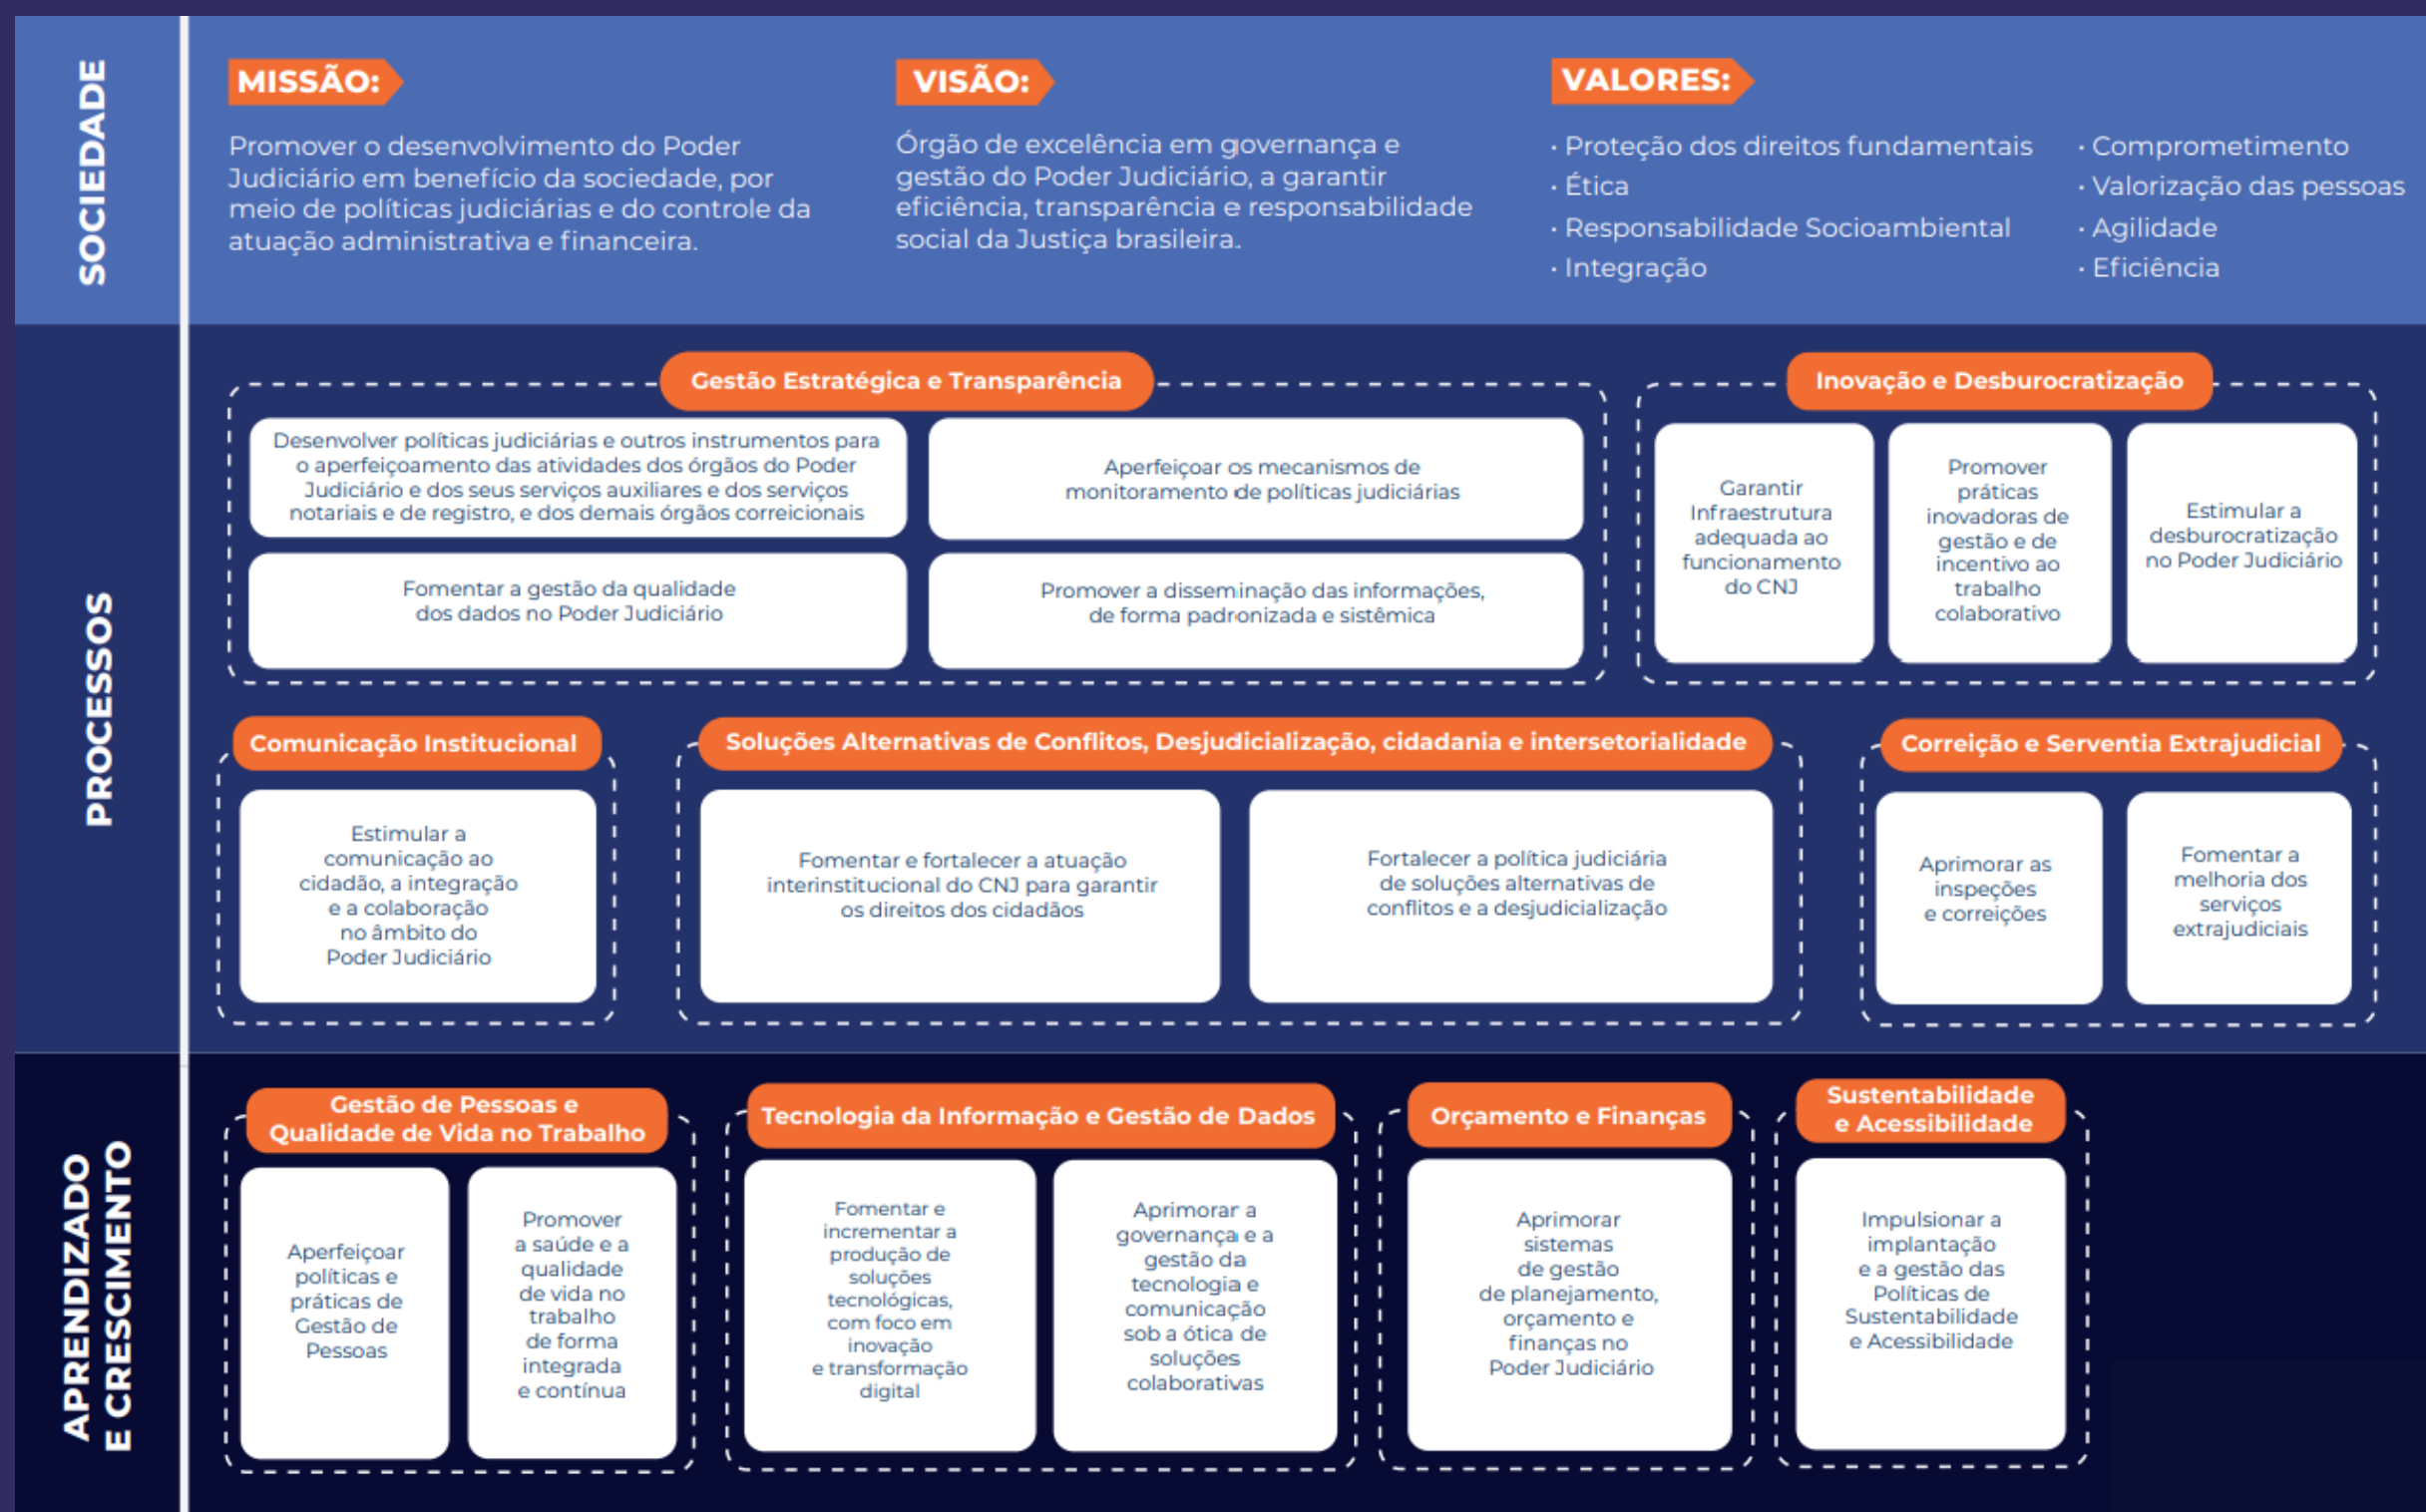 SOCIEDADE
MISSÃO:
Promover o desenvolvimento do Poder
Judiciário em benefício da sociedade, por
meio de políticas judiciárias e do controle da
atuação administrativa e financeira.
VISÃO:
Órgão de excelência em governança e
gestão do Poder Judiciário, a garantir
eficiência, transparência e responsabilidade
social da Justiça brasileira.
VALORES:
· Proteção dos direitos fundamentais
· Ética
· Responsabilidade Socioambiental
· Integração
· Comprometimento
· Valorização das pessoas
· Agilidade
· Eficiência
PROCESSOS
Gestão Estratégica e Transparência
Desenvolver políticas judiciárias e outros instrumentos para
o aperfeiçoamento das atividades dos órgãos do Poder
Judiciário e dos seus serviços auxiliares e dos serviços
notariais e de registro, e dos demais órgãos correicionais
Aperfeiçoar os mecanismos de
monitoramento de políticas judiciárias
Fomentar a gestão da qualidade
dos dados no Poder Judiciário
Promover a disseminação das informações,
de forma padronizada e sistêmica
Inovação e Desburocratização
Garantir
Infraestrutura
adequada ao
funcionamento
do CNJ
Promover
práticas
inovadoras de
gestão e de
incentivo ao
trabalho
colaborativo
Estimular a
desburocratização
no Poder Judiciário
Comunicação Institucional
Estimular a
comunicação ao
cidadão, a integração
e a colaboração
no âmbito do
Poder Judiciário
Soluções Alternativas de Conflitos, Desjudicialização, cidadania e intersetorialidade
Fomentar e fortalecer a atuação
interinstitucional do CNJ para garantir
os direitos dos cidadãos
Fortalecer a política judiciária
de soluções alternativas de
conflitos e a desjudicialização
Correição e Serventia Extrajudicial
Aprimorar as
inspeções
e correições
Fomentar a
melhoria dos
serviços
extrajudiciais
APRENDIZADO
E CRESCIMENTO
Gestão de Pessoas e
Qualidade de Vida no Trabalho
Aperfeiçoar
políticas e
práticas de
Gestão de
Pessoas
Promover
a saúde e a
qualidade
de vida no
trabalho
de forma
integrada
e contínua
Tecnologia da Informação e Gestão de Dados
Fomentar e
incrementar a
produção de
soluções
tecnológicas,
com foco em
inovação
e transformação
digital
Aprimorar a
governança e a
gestão da
tecnologia e
comunicação
sob a ótica de
soluções
colaborativas
Orçamento e Finanças
Aprimorar
sistemas
de gestão
de planejamento,
orçamento e
finanças no
Poder Judiciário
Sustentabilidade
e Acessibilidade
Impulsionar a
implantação
e a gestão das
Políticas de
Sustentabilidade
e Acessibilidade